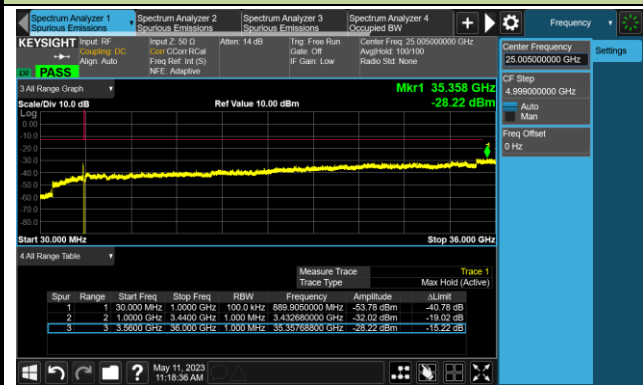 Spectrum Analyzer 1
Spurious Emissions
Spectrum Analyzer 2
Spurious Emissions
Spectrum Analyzer 3
Spurious Emissions
Spectrum Analyzer 4
Occupied BW
Frequency
KEYSIGHT
Input: RF
Coupling: DC
Align: Auto
Input Z: 50 Ω
Corr CCorr RCal
Freq Ref: Int (S)
NFE: Adaptive
Atten: 14 dB
Trig: Free Run
Gate: Off
IF Gain: Low
Center Freq: 25.005000000 GHz
Avg|Hold: 100/100
Radio Std: None
PASS
Center Frequency
25.005000000 GHz
Settings
CF Step
4.999000000 GHz
Auto
Man
Freq Offset
0 Hz
3 All Range Graph
Mkr1 35.358 GHz
Scale/Div 10.0 dB
Ref Value 10.00 dBm
-28.22 dBm
Log
0.00
-10.0
-20.0
-30.0
-40.0
-50.0
-60.0
-70.0
-80.0
1
Start 30.000 MHz
Stop 36.000 GHz
4 All Range Table
Measure Trace Trace 1
Trace Type Max Hold (Active)
Spur Range Start Freq Stop Freq RBW Frequency Amplitude ΔLimit
1 1 30.000 MHz 1.0000 GHz 100.0 kHz 889.9050000 MHz -53.78 dBm -40.78 dB
2 2 1.0000 GHz 3.4400 GHz 1.000 MHz 3.432680000 GHz -32.02 dBm -19.02 dB
3 3 3.5600 GHz 36.000 GHz 1.000 MHz 35.35768800 GHz -28.22 dBm -15.22 dB
May 11, 2023
11:18:36 AM